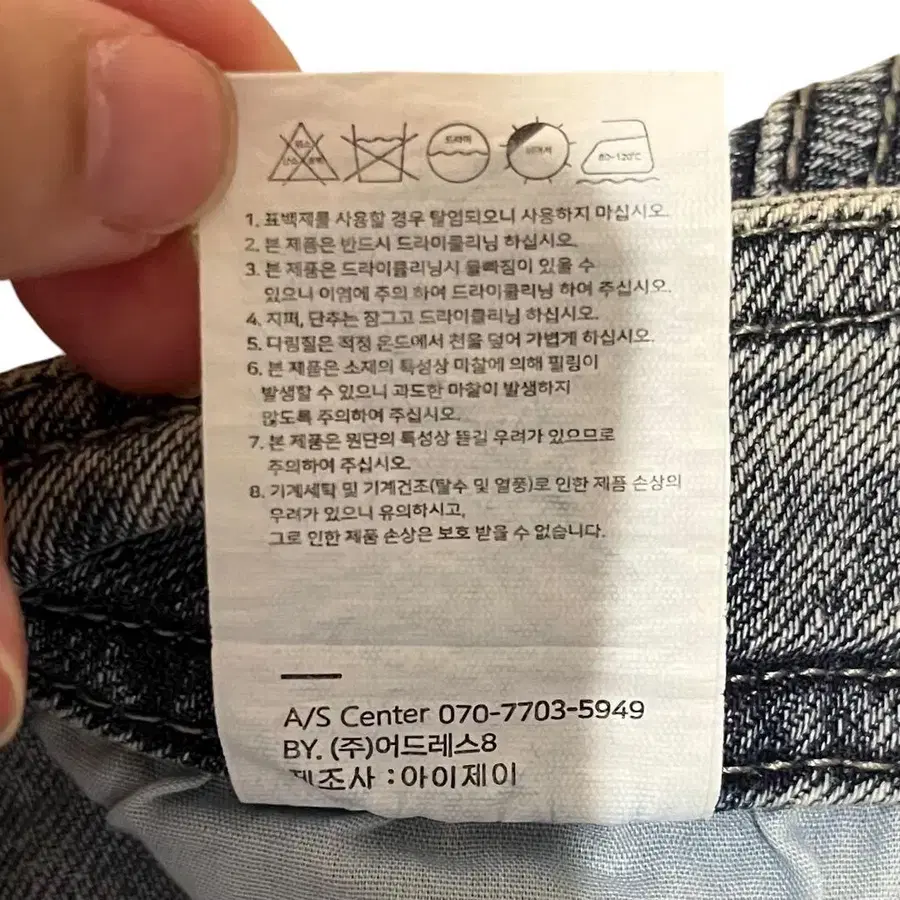 드라이
80~120℃
1. 표백제를 사용할 경우 탈염되오니 사용하지 마십시오.
2. 본 제품은 반드시 드라이클리닝 하십시오.
3. 본 제품은 드라이클리닝시 물빠짐이 있을 수
있으니 이염에 주의 하여 드라이클리닝 하여 주십시오.
4. 지퍼, 단추는 잠그고 드라이클리닝 하십시오.
5. 다림질은 적정 온도에서 천을 덮어 가볍게 하십시오.
6. 본 제품은 소재의 특성상 마찰에 의해 필링이
발생할 수 있으니 과도한 마찰이 발생하지
않도록 주의하여 주십시오.
7. 본 제품은 원단의 특성상 뜯길 우려가 있으므로
주의하여 주십시오.
8. 기계세탁 및 기계건조(탈수 및 열풍)로 인한 제품 손상의
우려가 있으니 유의하시고,
그로 인한 제품 손상은 보호 받을 수 없습니다.
A/S Center 070-7703-5949
BY. (주)어드레스8
제조사 : 아이제이